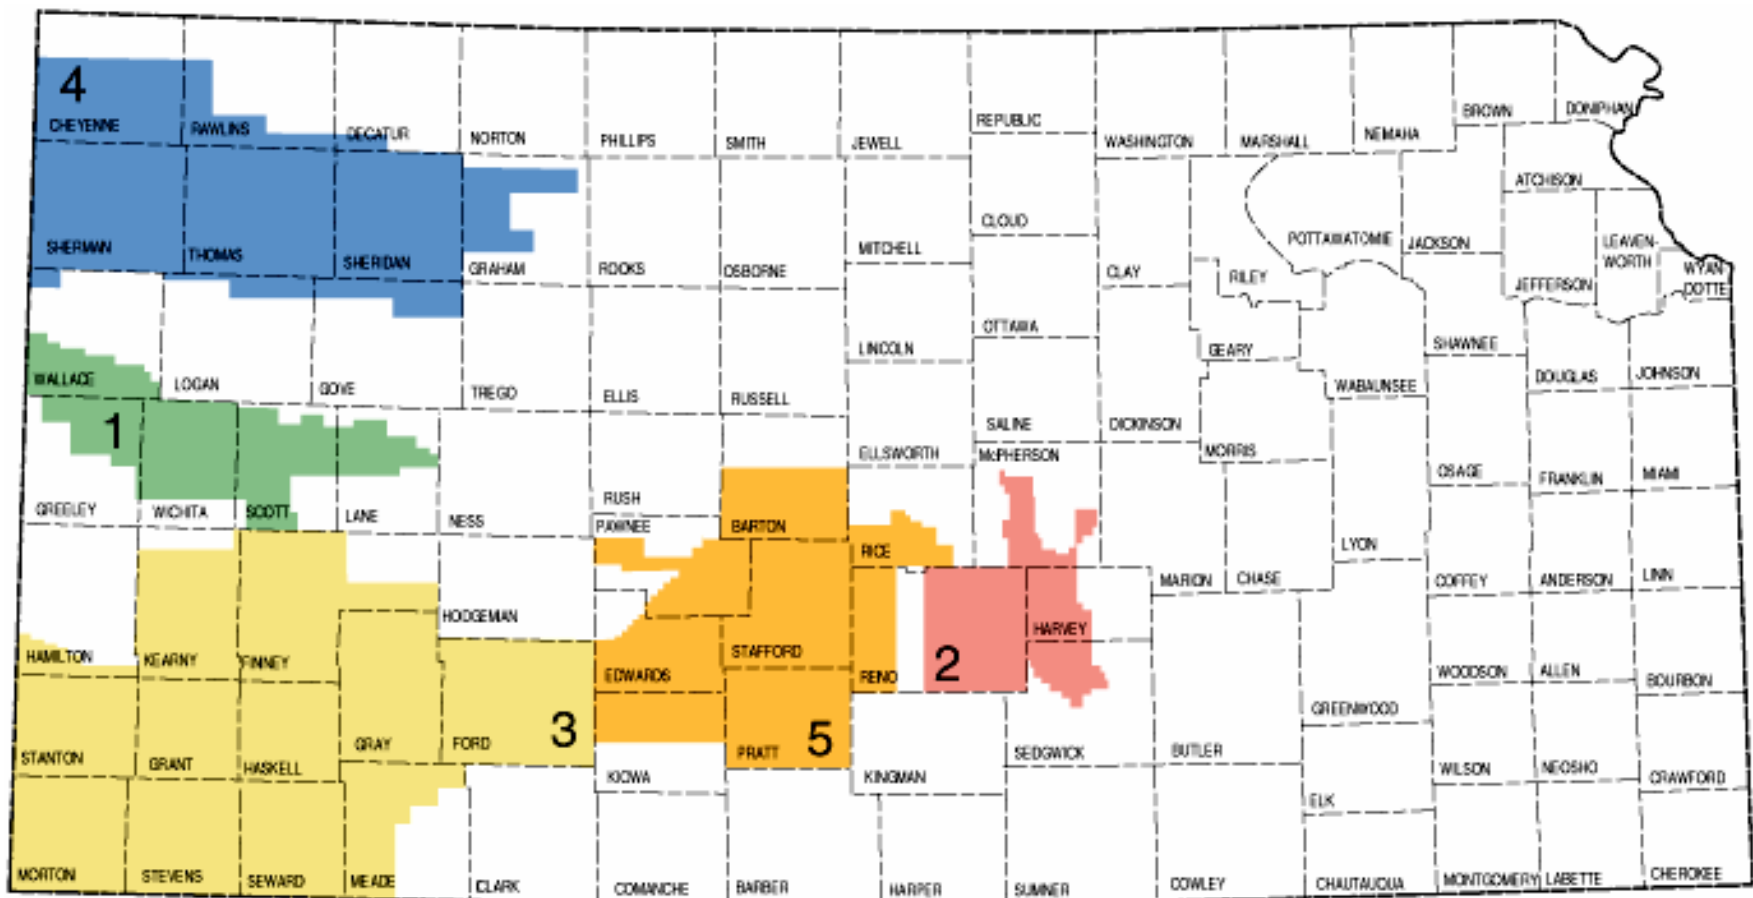 4
CHEYENNE
RAWLINS
DECATUR
NORTON
PHILLIPS
SMITH
JEWELL
REPUBLIC
WASHINGTON
MARSHALL
NEMAHA
BROWN
DONIPHAN
ATCHISON
SHERMAN
THOMAS
SHERIDAN
GRAHAM
ROOKS
OSBORNE
MITCHELL
CLOUD
CLAY
RILEY
POTTAWATOMIE
JACKSON
JEFFERSON
LEAVEN-
WORTH
WYAN
DOTTE
WALLACE
LOGAN
GOVE
TREGO
ELLIS
RUSSELL
LINCOLN
OTTAWA
SALINE
DICKINSON
GEARY
WABAUNSEE
SHAWNEE
DOUGLAS
JOHNSON
1
GREELEY
WICHITA
SCOTT
LANE
NESS
RUSH
PAWNEE
BARTON
ELLSWORTH
McPHERSON
RICE
MORRIS
LYON
OSAGE
FRANKLIN
MIAMI
HAMILTON
KEARNY
FINNEY
HODGEMAN
EDWARDS
STAFFORD
RENO
2
HARVEY
MARION
CHASE
COFFEY
ANDERSON
LINN
STANTON
GRANT
HASKELL
GRAY
FORD
3
KIOWA
PRATT
5
KINGMAN
SEDGWICK
BUTLER
GREENWOOD
WOODSON
ALLEN
BOURBON
WILSON
NEOSHO
CRAWFORD
ELK
MORTON
STEVENS
SEWARD
MEADE
CLARK
COMANCHE
BARBER
HARPER
SUMNER
COWLEY
CHAUTAUQUA
MONTGOMERY
LABETTE
CHEROKEE